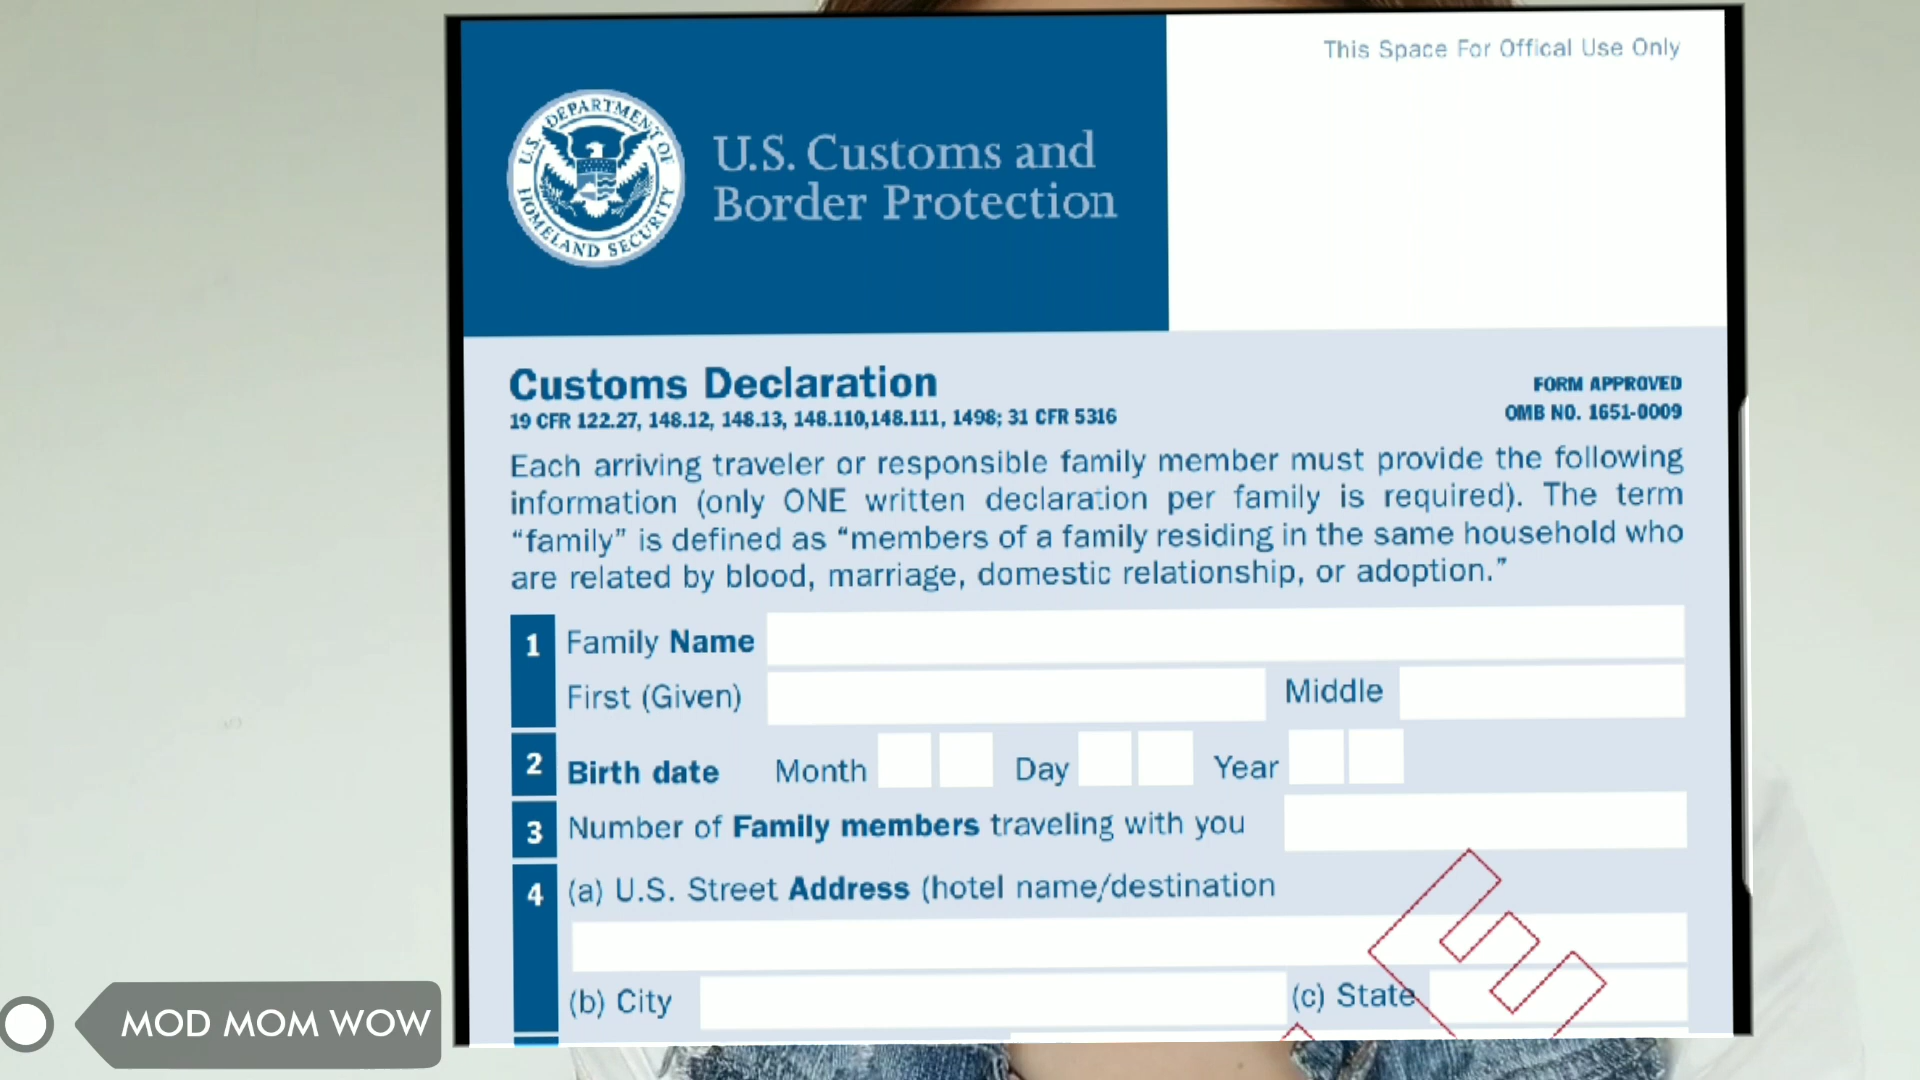 This Space For Offical Use Only
U.S. DEPARTMENT OF
HOMELAND SECURITY
U.S. Customs and
Border Protection
Customs Declaration
FORM APPROVED
19 CFR 122.27, 148.12, 148.13, 148.110,148.111, 1498; 31 CFR 5316
OMB NO. 1651-0009
Each arriving traveler or responsible family member must provide the following
information (only ONE written declaration per family is required). The term
“family” is defined as “members of a family residing in the same household who
are related by blood, marriage, domestic relationship, or adoption.”
1 Family Name
First (Given) Middle
2 Birth date Month Day Year
3 Number of Family members traveling with you
4 (a) U.S. Street Address (hotel name/destination
(b) City (c) State
MOD MOM WOW